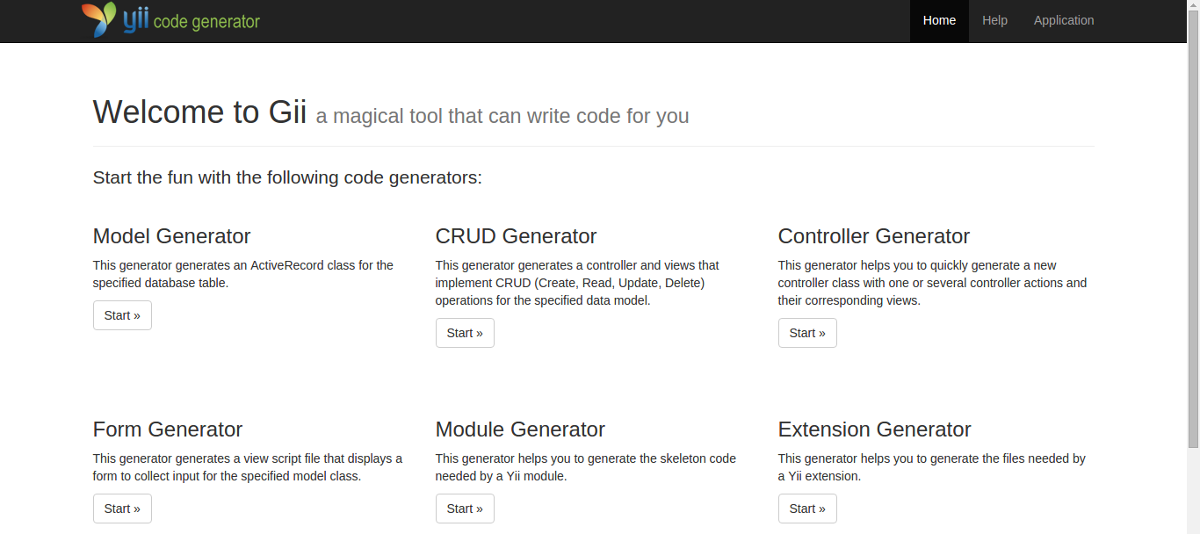 yii code generator
Home Help Application
Welcome to Gii a magical tool that can write code for you
Start the fun with the following code generators:
Model Generator
This generator generates an ActiveRecord class for the
specified database table.
Start »
CRUD Generator
This generator generates a controller and views that
implement CRUD (Create, Read, Update, Delete)
operations for the specified data model.
Start »
Controller Generator
This generator helps you to quickly generate a new
controller class with one or several controller actions and
their corresponding views.
Start »
Form Generator
This generator generates a view script file that displays a
form to collect input for the specified model class.
Start »
Module Generator
This generator helps you to generate the skeleton code
needed by a Yii module.
Start »
Extension Generator
This generator helps you to generate the files needed by
a Yii extension.
Start »